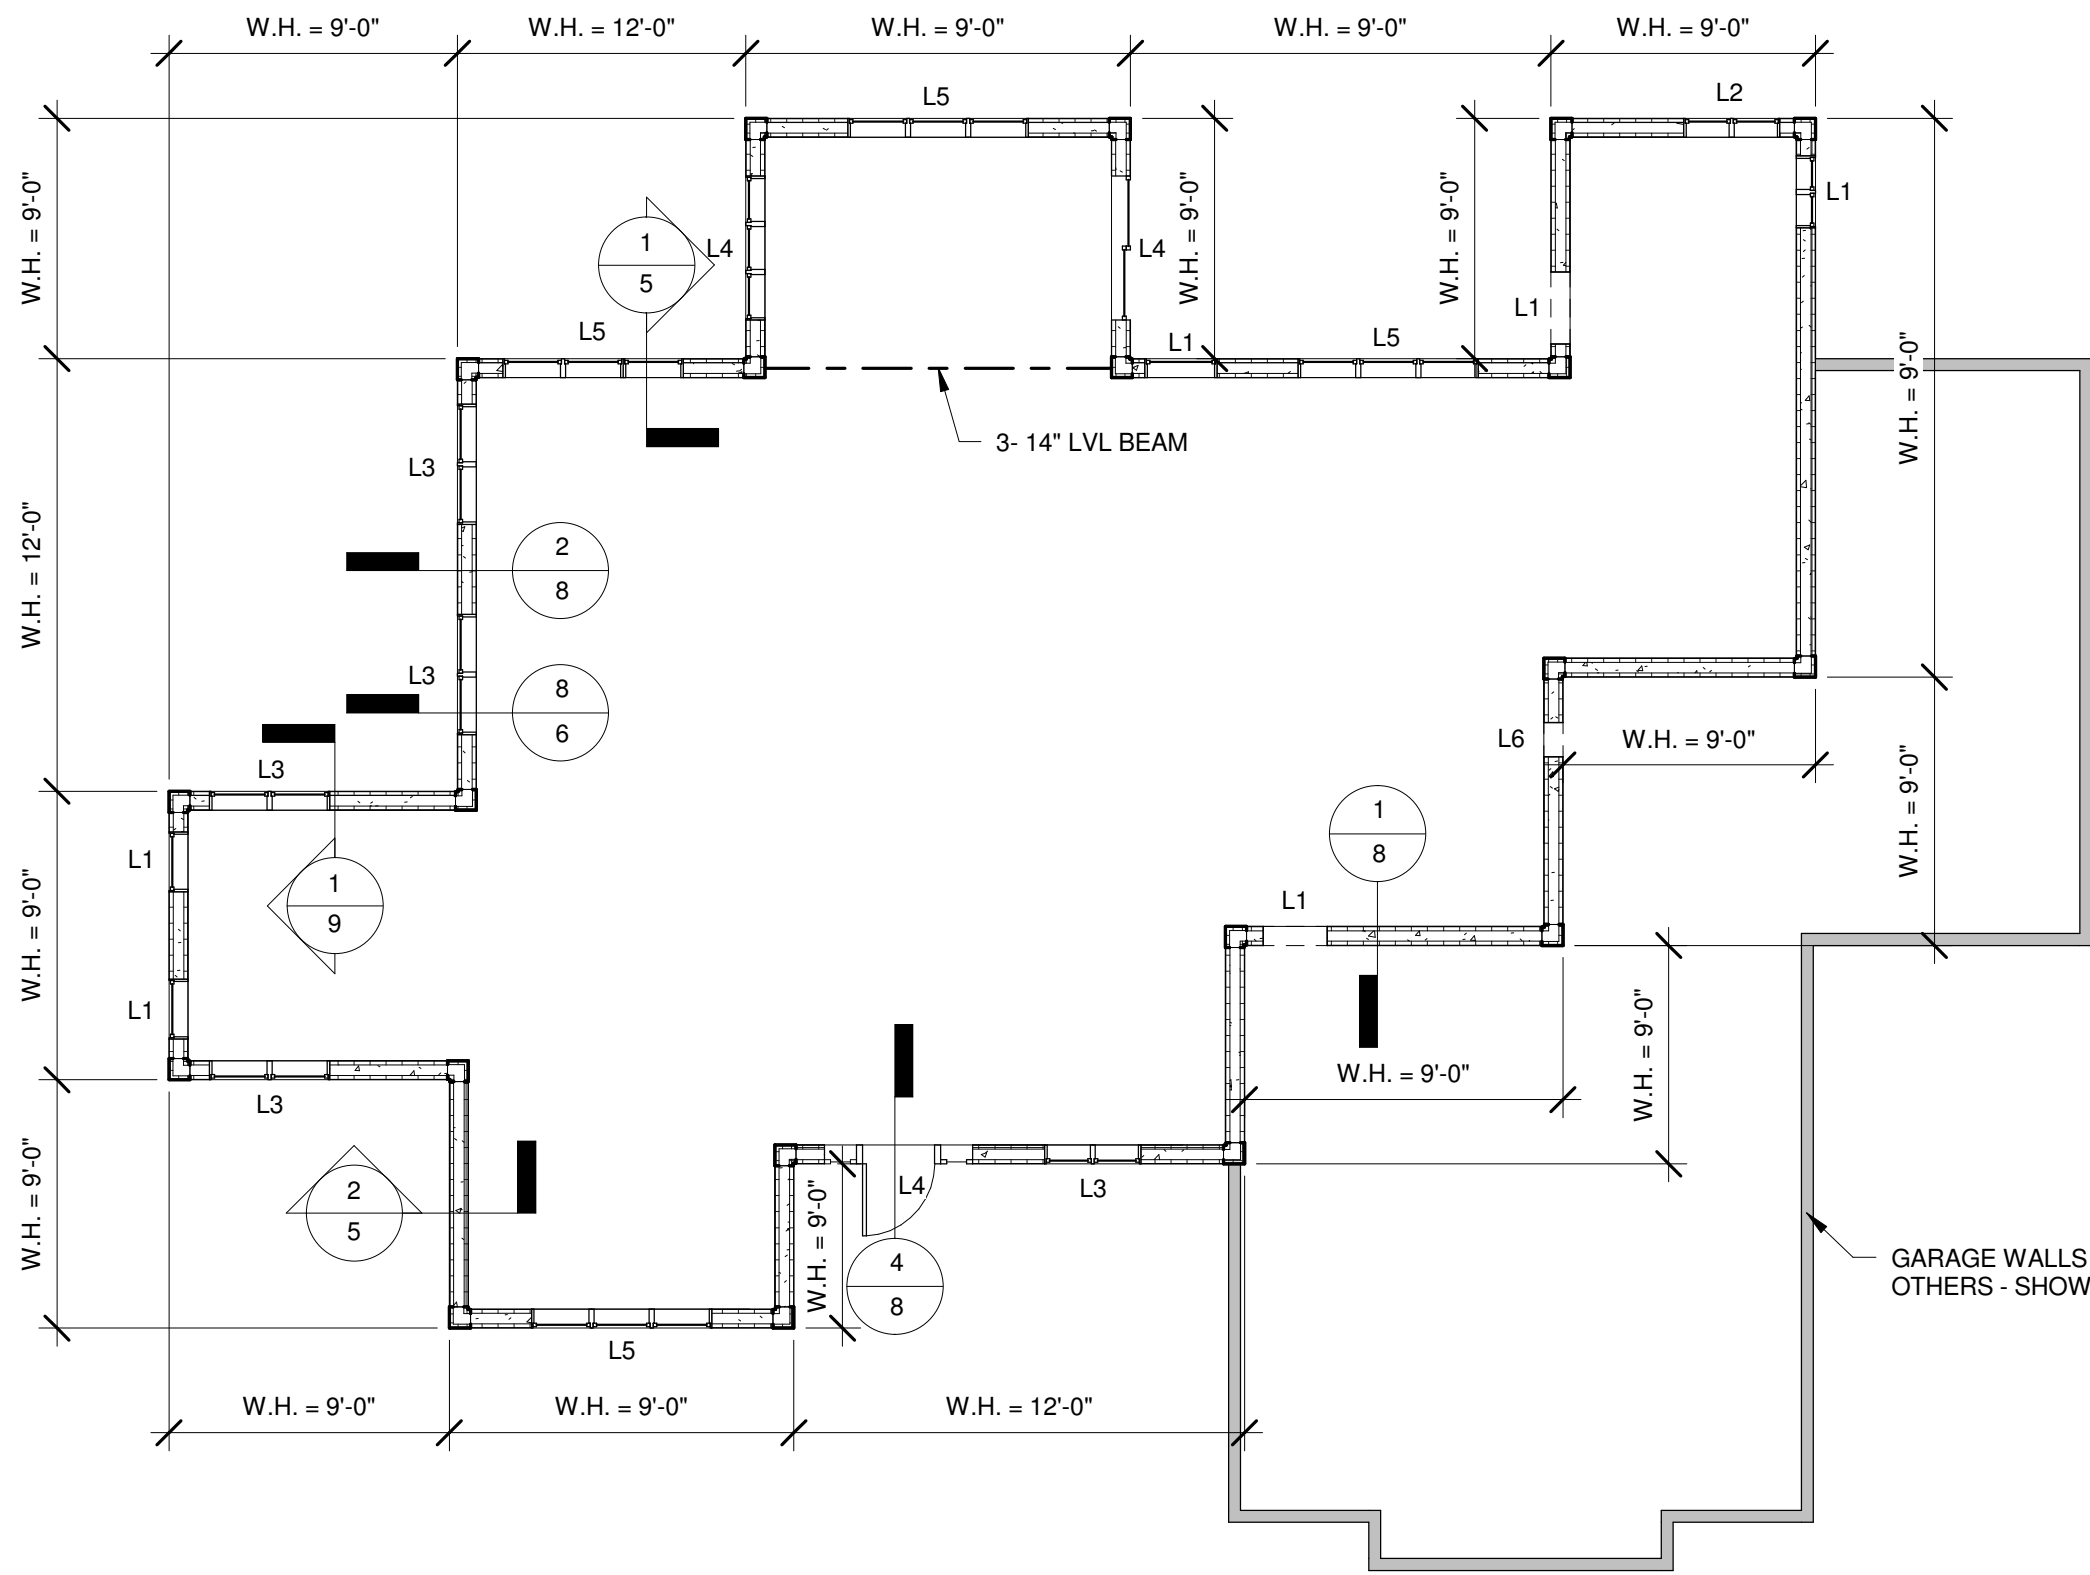 W.H. = 9'-0"
W.H. = 12'-0"
W.H. = 9'-0"
W.H. = 9'-0"
W.H. = 9'-0"
L5
L2
W.H. = 9'-0"
L4
L4
W.H. = 9'-0"
W.H. = 9'-0"
L1
1
5
L5
L1
L5
L1
W.H. = 9'-0"
3- 14" LVL BEAM
L3
W.H. = 12'-0"
2
8
L3
8
6
L6
W.H. = 9'-0"
L3
W.H. = 9'-0"
1
8
L1
1
9
L1
W.H. = 9'-0"
L1
W.H. = 9'-0"
W.H. = 9'-0"
L3
W.H. = 9'-0"
2
5
L4
L3
W.H. = 9'-0"
4
8
GARAGE WALLS
OTHERS - SHOW
L5
W.H. = 9'-0"
W.H. = 9'-0"
W.H. = 12'-0"